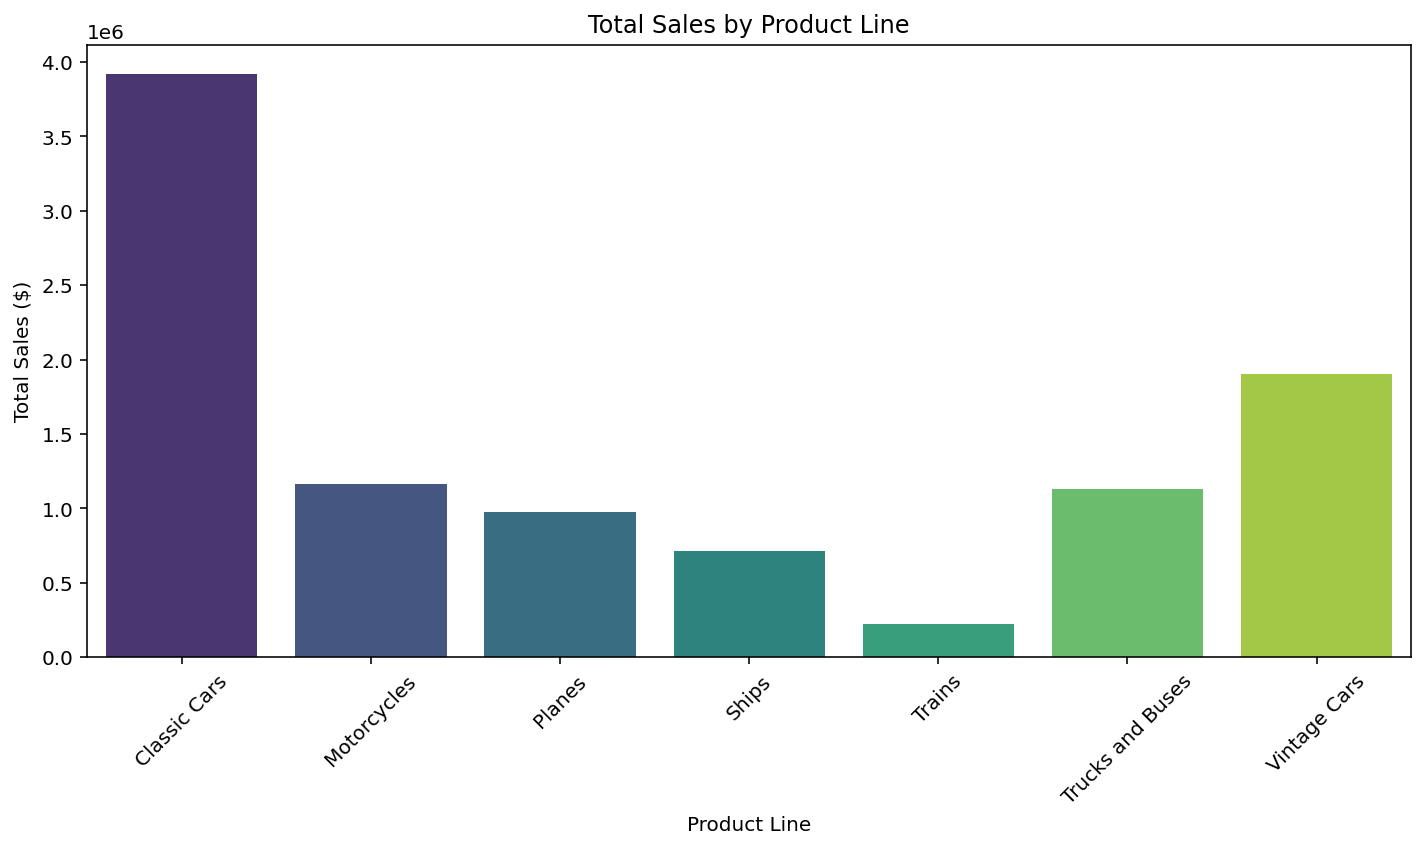 Total Sales by Product Line
1e6
4.0
3.5
3.0
2.5
2.0
1.5
1.0
0.5
0.0
Total Sales ($)
Classic Cars
Motorcycles
Planes
Ships
Trains
Trucks and Buses
Vintage Cars
Product Line